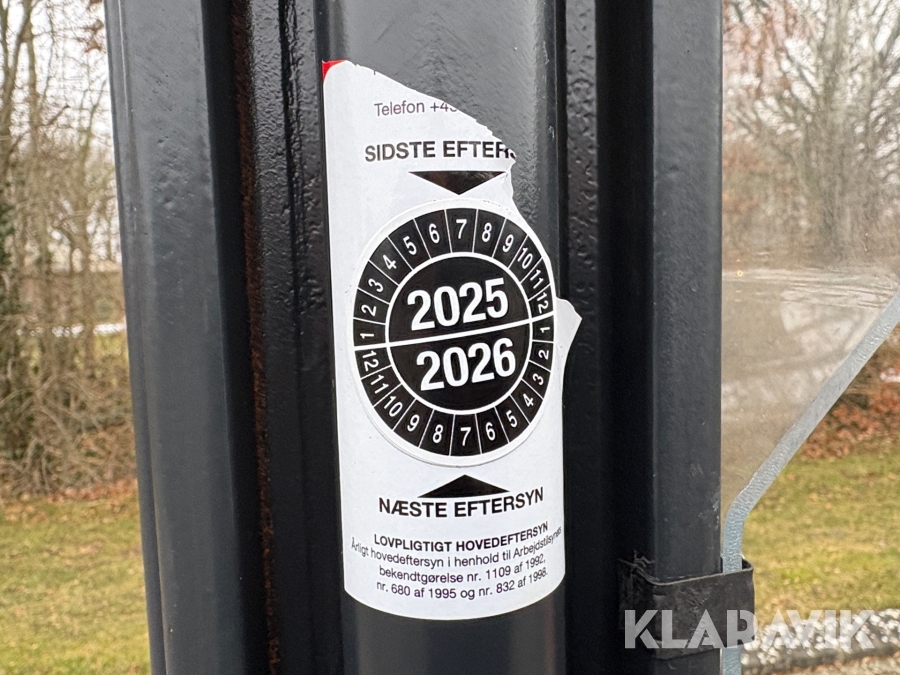 Telefon +45
SIDSTE EFTERS
1 2 3 4 5 6 7 8 9 10 11 12
2025
2026
12 11 10 9 8 7 6 5 4 3 2 1
NÆSTE EFTERSYN
LOVPLIGTIGT HOVEDEFTERSYN
Årligt hovedeftersyn i henhold til Arbejdstilsynets
bekendtgørelse nr. 1109 af 1992,
nr. 680 af 1995 og nr. 832 af 1998.
KLARAVIK